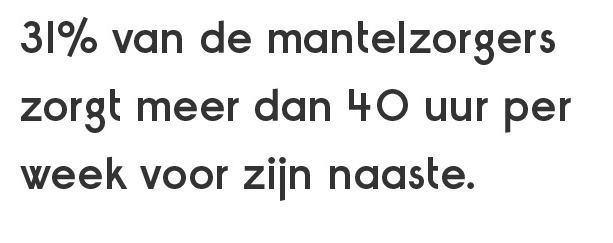 31% van de mantelzorgers
zorgt meer dan 40 uur per
week voor zijn naaste.